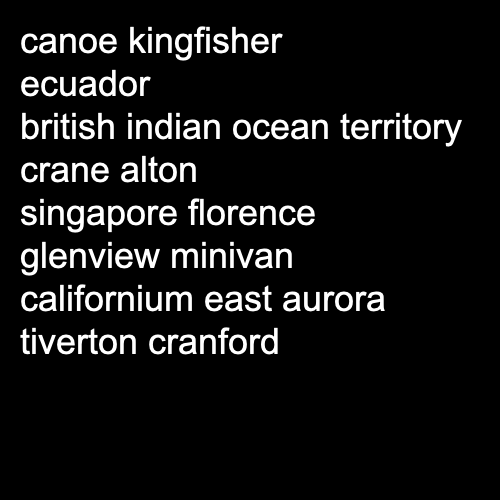 canoe kingfisher
ecuador
british indian ocean territory
crane alton
singapore florence
glenview minivan
californium east aurora
tiverton cranford